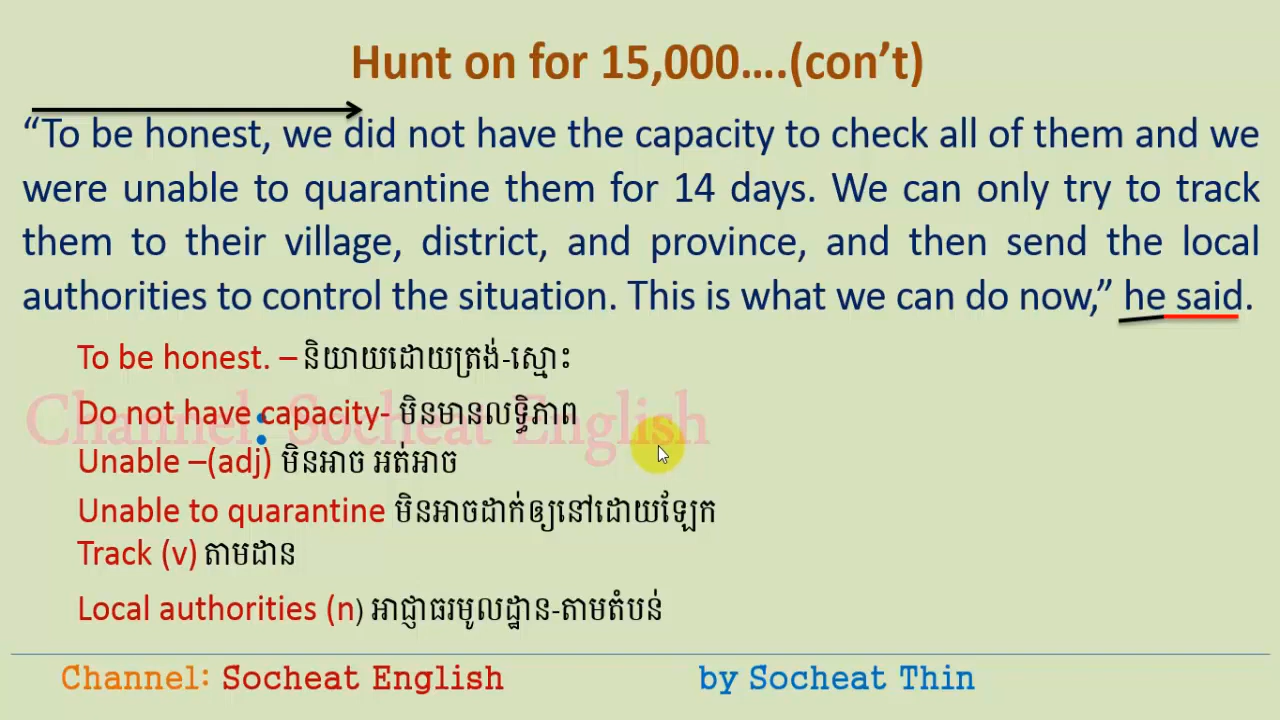 Hunt on for 15,000….(con’t)
“To be honest, we did not have the capacity to check all of them and we
were unable to quarantine them for 14 days. We can only try to track
them to their village, district, and province, and then send the local
authorities to control the situation. This is what we can do now,” he said.
To be honest. – និយាយដោយត្រង់-ស្មោះ
Do not have capacity- មិនមានលទ្ធិភាព
Channel: Socheat English
Unable –(adj) មិនអាច អត់អាច
Unable to quarantine មិនអាចដាក់ឲ្យនៅដោយឡែក
Track (v) តាមដាន
Local authorities (n) អាជ្ញាធរមូលដ្ឋាន-តាមតំបន់
Channel: Socheat English by Socheat Thin